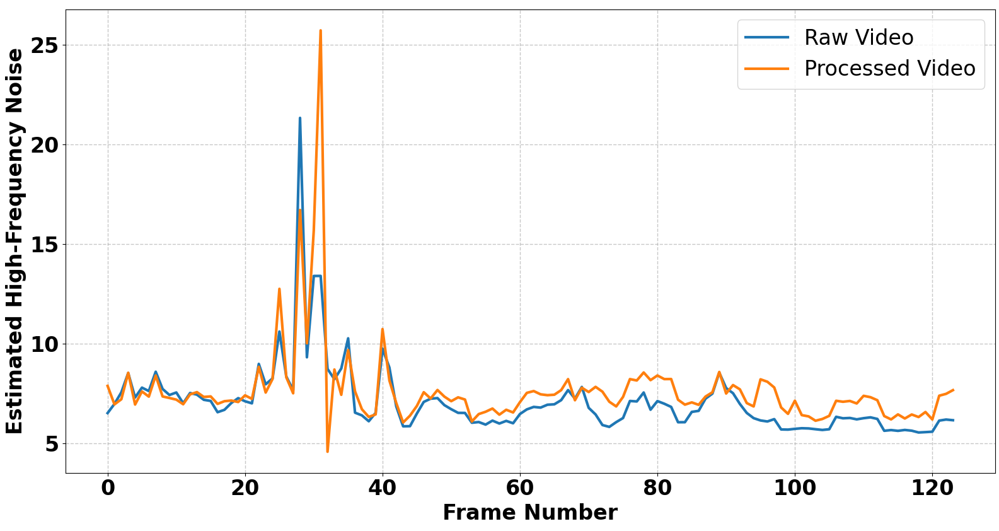 Raw Video
Processed Video
Estimated High-Frequency Noise
25
20
15
10
5
0 20 40 60 80 100 120
Frame Number